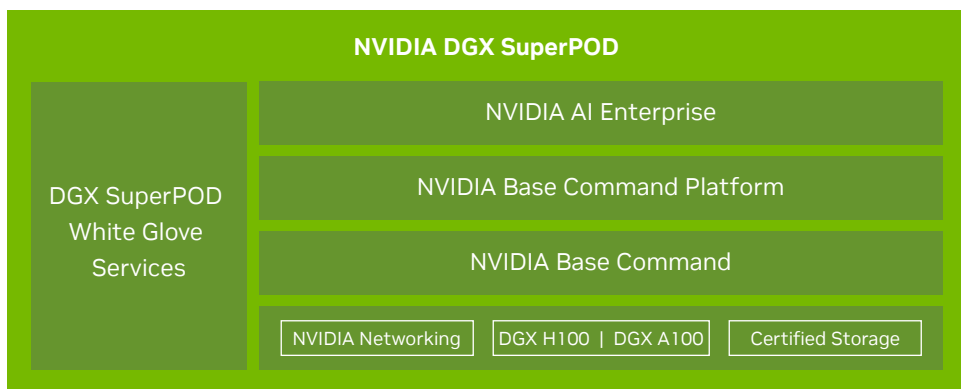 NVIDIA DGX SuperPOD
DGX SuperPOD
White Glove
Services
NVIDIA AI Enterprise
NVIDIA Base Command Platform
NVIDIA Base Command
NVIDIA Networking
DGX H100 | DGX A100
Certified Storage